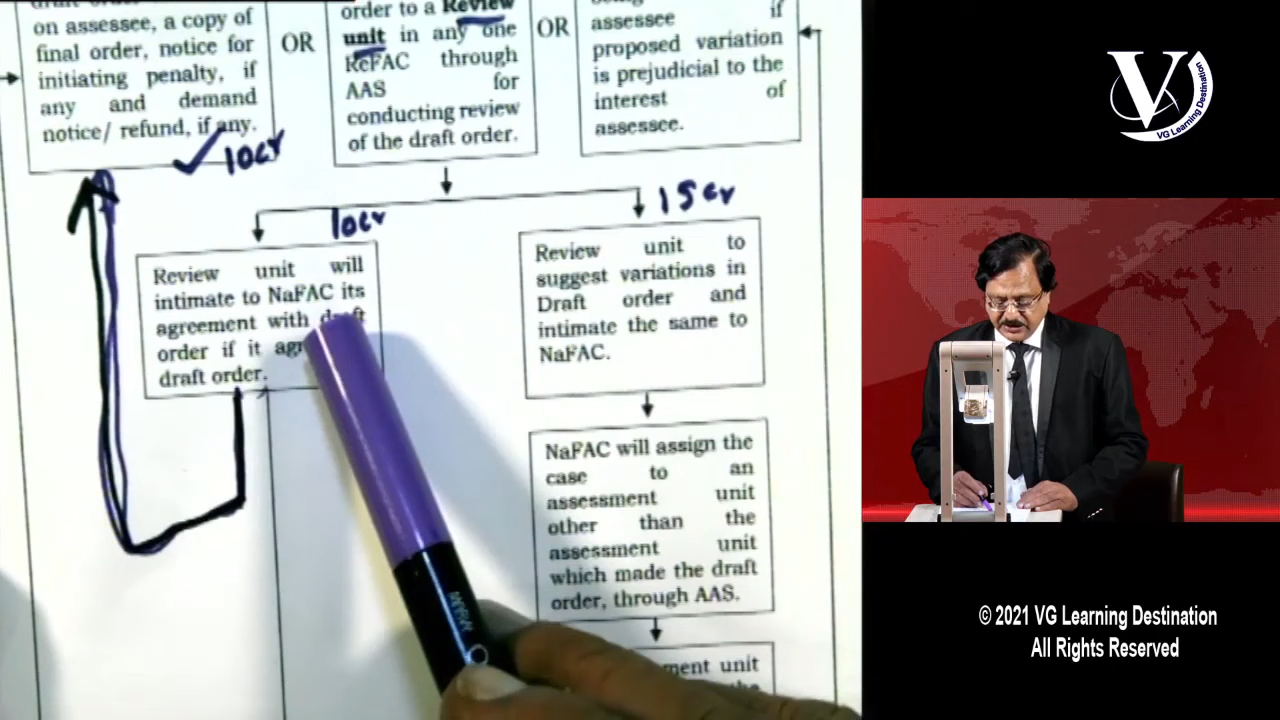 on assessee, a copy of
final order, notice for
initiating penalty, if
any and demand
notice/ refund, if any.
10cr
OR
order to a Review
unit in any one
ReFAC through
AAS for
conducting review
of the draft order.
OR
being
assessee if
proposed variation
is prejudicial to the
interest of
assessee.
10cr
15 cr
Review unit will
intimate to NaFAC its
agreement with draft
order if it
draft order.
Review unit to
suggest variations in
Draft order and
intimate the same to
NaFAC.
NaFAC will assign the
case to an
assessment unit
other than the
assessment unit
which made the draft
order, through AAS.
unit
V
VG Learning Destination
© 2021 VG Learning Destination
All Rights Reserved